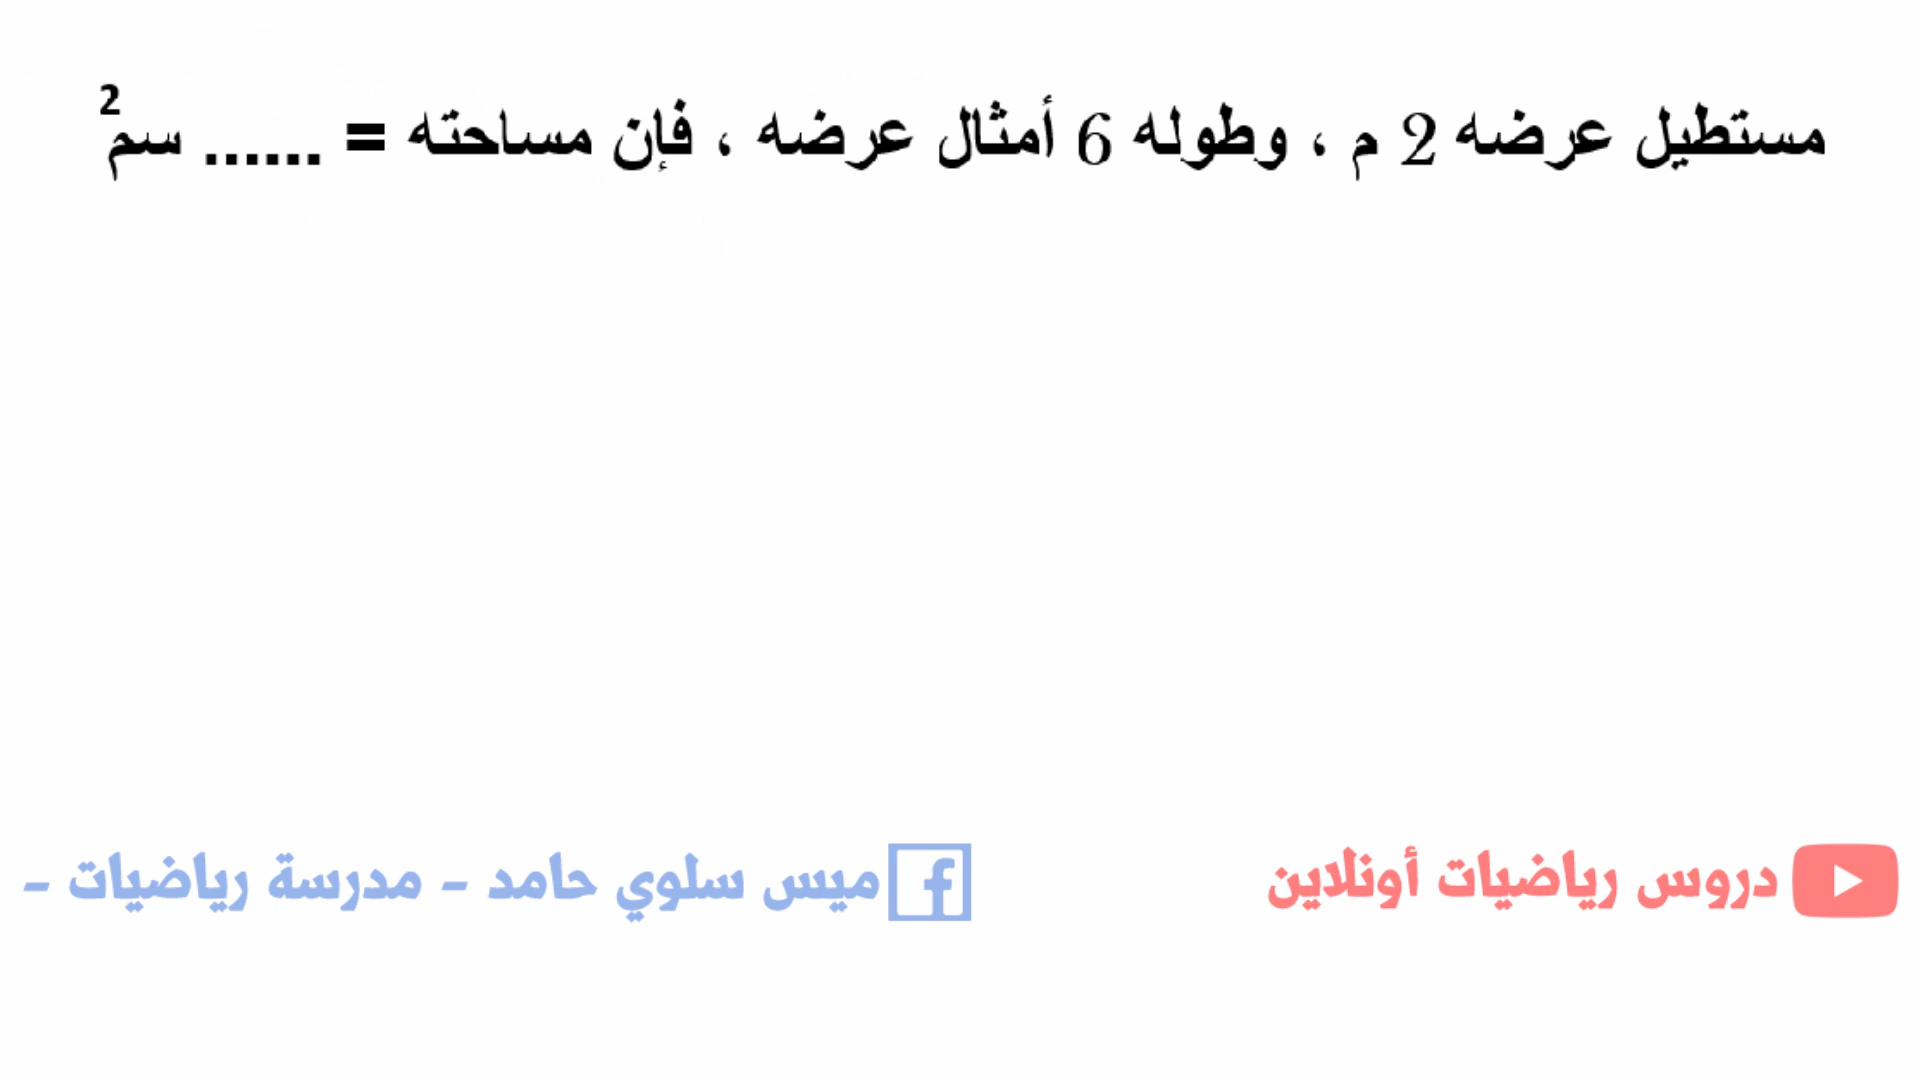 مستطيل عرضه 2 م ، وطوله 6 أمثال عرضه ، فإن مساحته = ...... سم2
دروس رياضيات أونلاين
ميس سلوي حامد - مدرسة رياضيات -